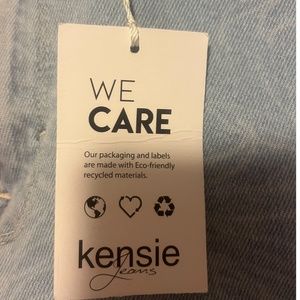 WE
CARE
Our packaging and labels
are made with Eco-friendly
recycled materials.
kensie
Jeans